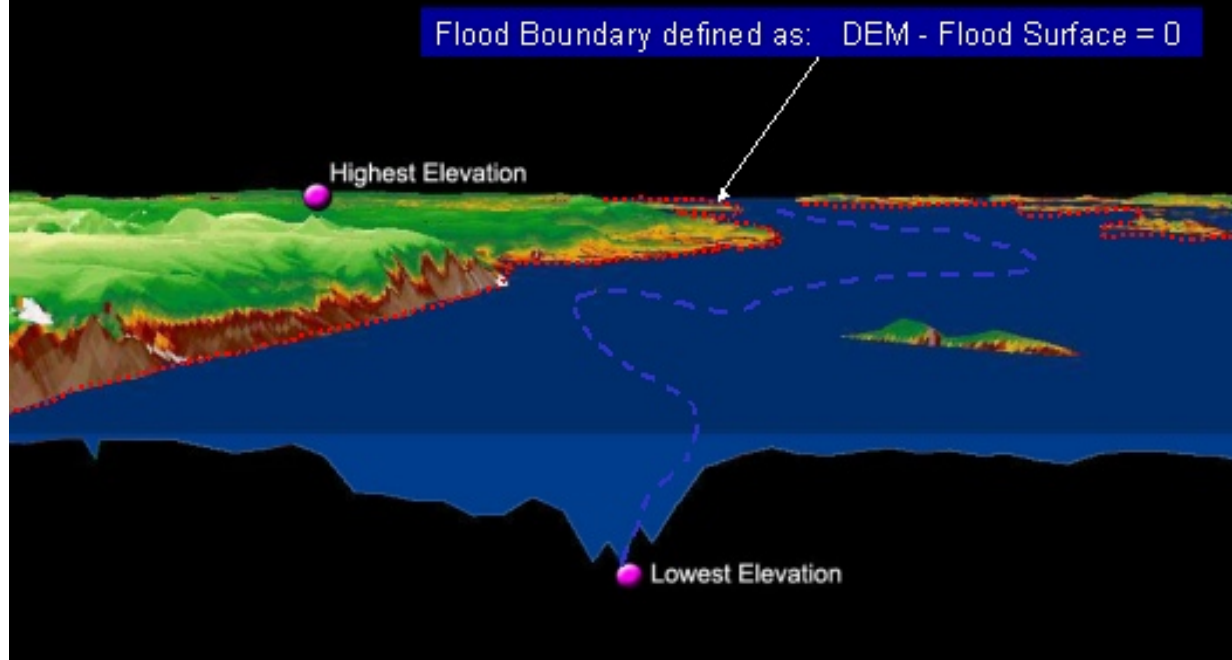 Flood Boundary defined as: DEM - Flood Surface = 0
Highest Elevation
Lowest Elevation